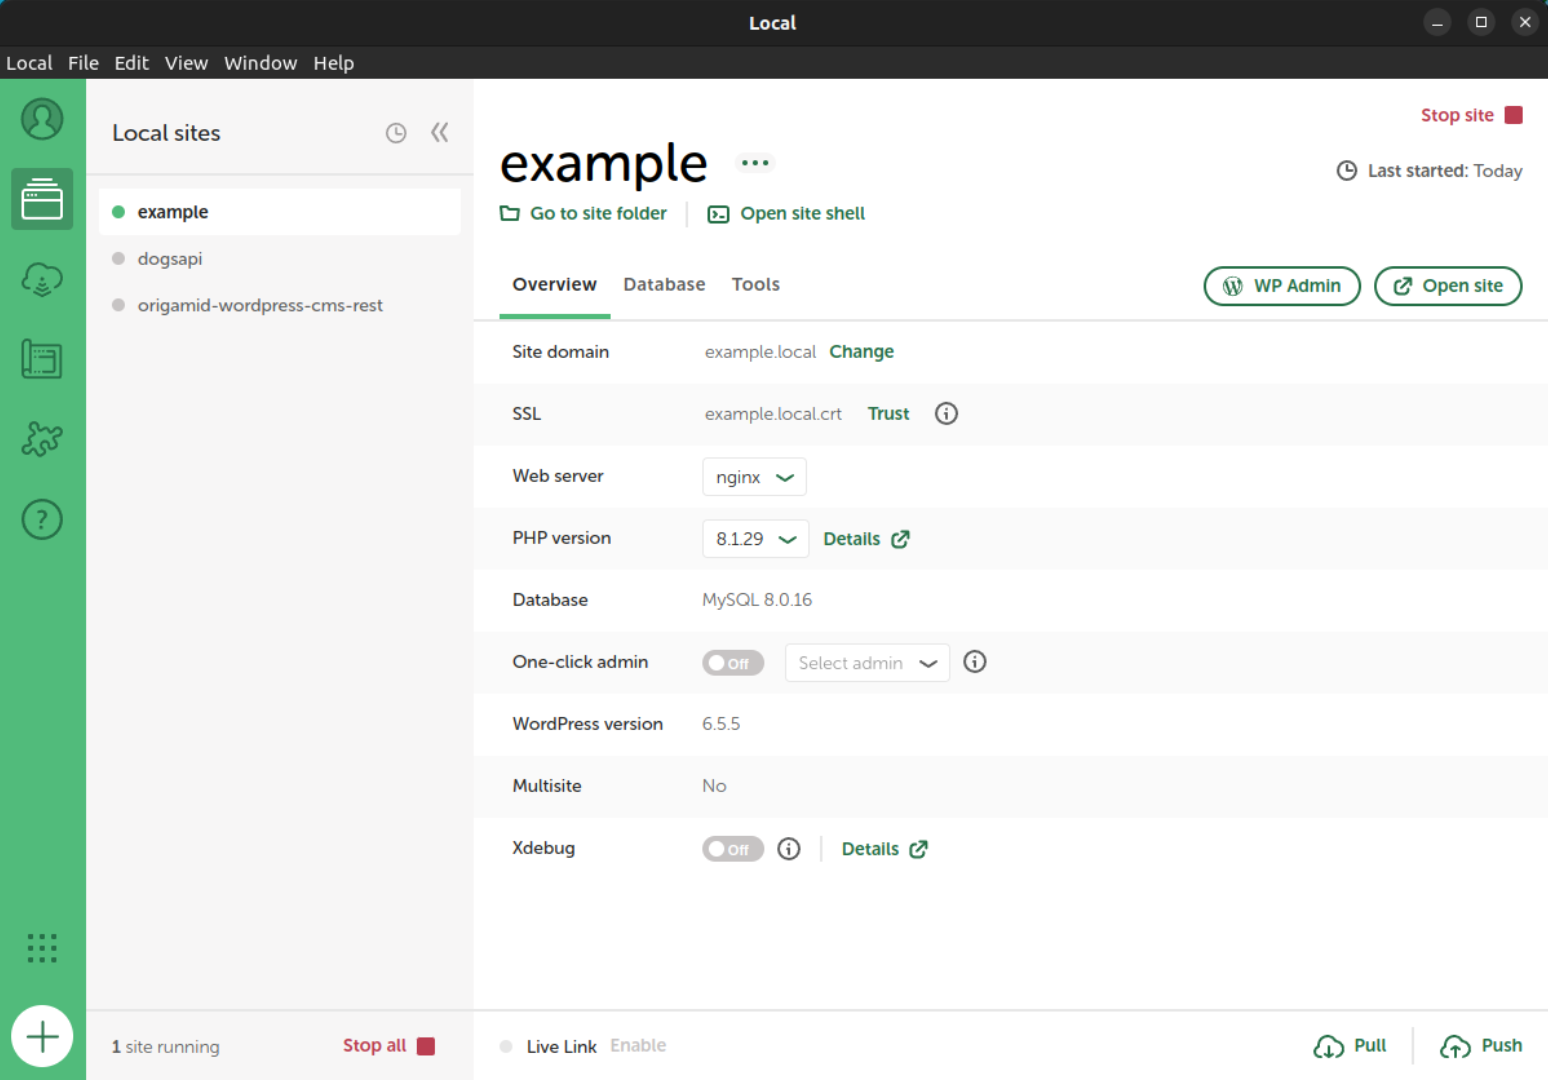 Local
Local File Edit View Window Help
Local sites
example
dogsapi
origamid-wordpress-cms-rest
1 site running
Stop all
Stop site
example
Last started: Today
Go to site folder
Open site shell
Overview Database Tools
WP Admin
Open site
Site domain example.local Change
SSL example.local.crt Trust
Web server nginx
PHP version 8.1.29 Details
Database MySQL 8.0.16
One-click admin Off Select admin
WordPress version 6.5.5
Multisite No
Xdebug Off Details
Live Link Enable
Pull
Push